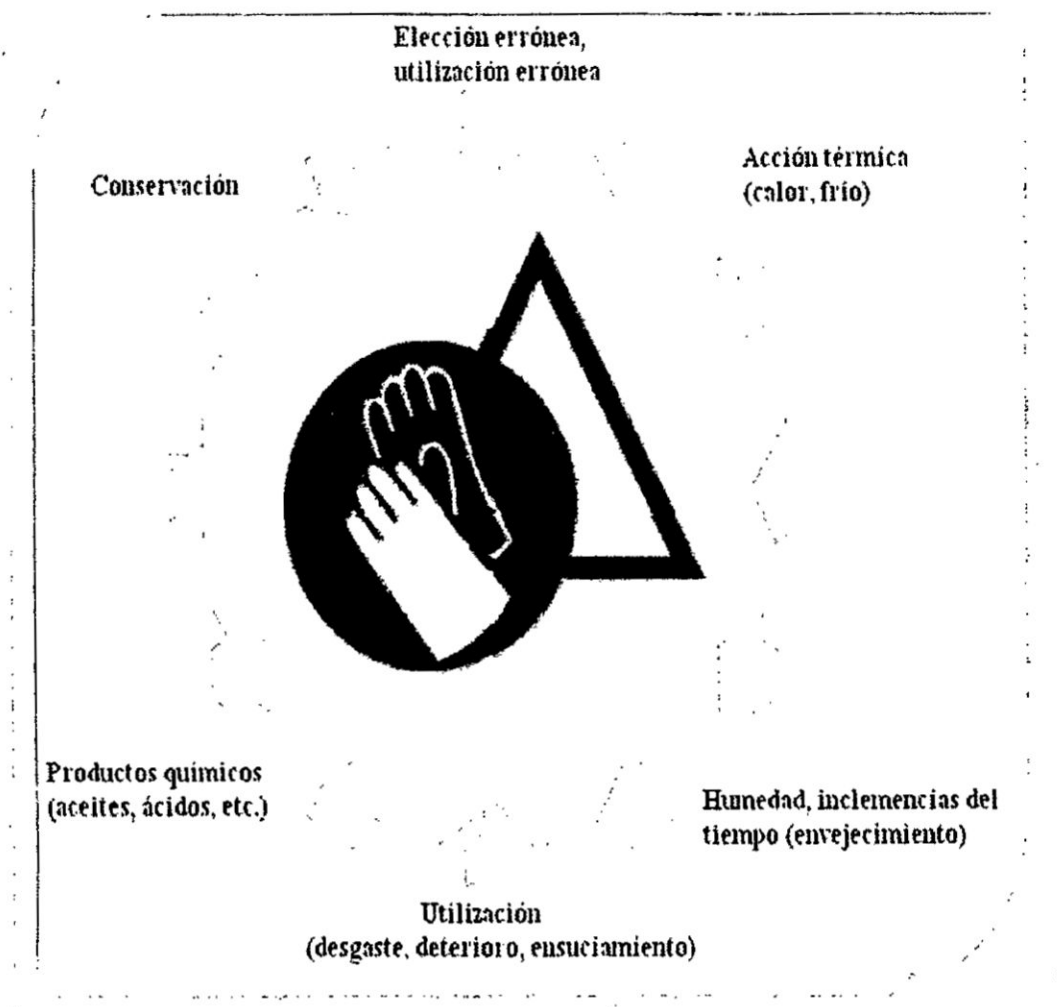 Elección errónea,
utilización errónea
Acción térmica
(calor, frío)
Conservación
Productos químicos
(aceites, ácidos, etc.)
Humedad, inclemencias del
tiempo (envejecimiento)
Utilización
(desgaste, deterioro, ensuciamiento)